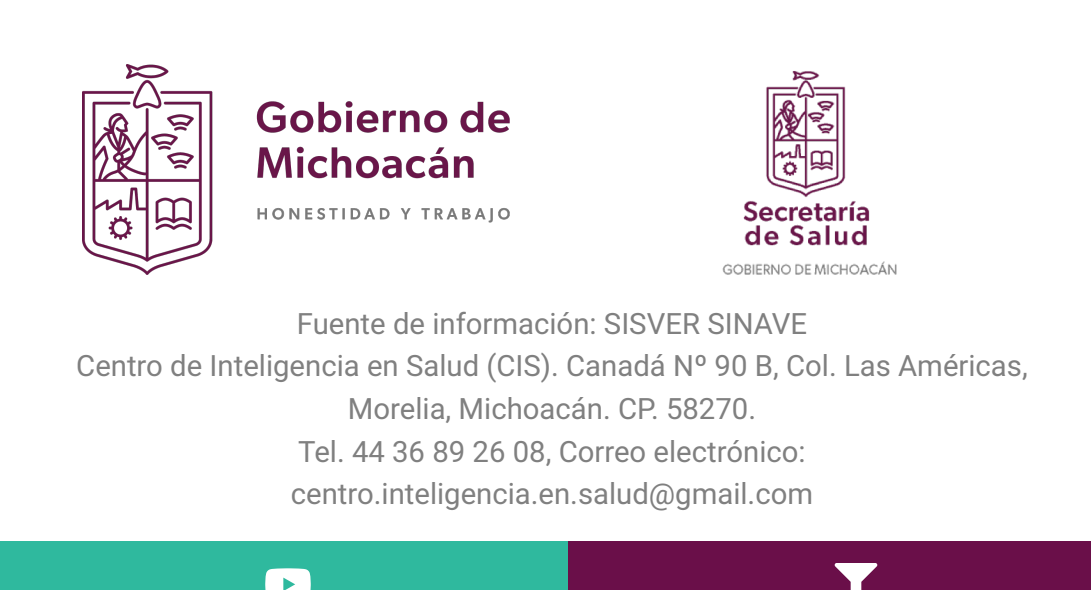 Gobierno de
Michoacán
HONESTIDAD Y TRABAJO
Secretaría
de Salud
GOBIERNO DE MICHOACÁN
Fuente de información: SISVER SINAVE
Centro de Inteligencia en Salud (CIS). Canadá Nº 90 B, Col. Las Américas,
Morelia, Michoacán. CP. 58270.
Tel. 44 36 89 26 08, Correo electrónico:
centro.inteligencia.en.salud@gmail.com